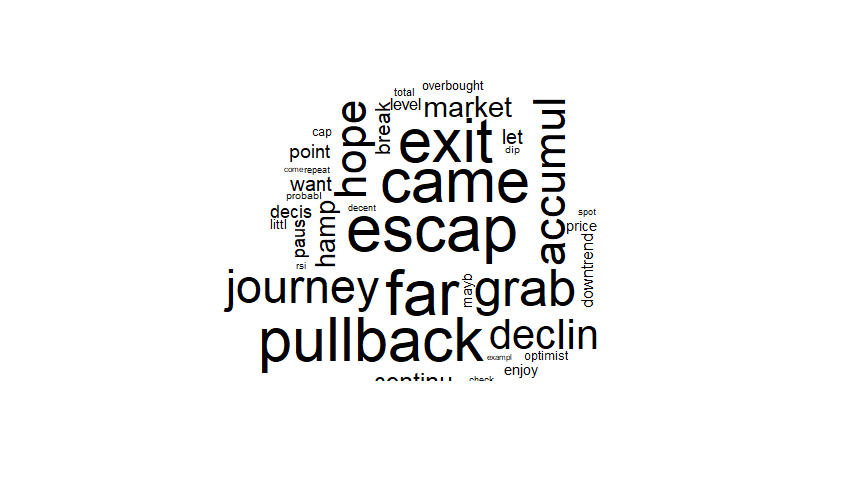 overbought
total
level
market
break
hope
accumul
cap
exit
let
dip
point
come
repeat
want
came
probabl
decis
decent
littl
paus
hamp
escap
spot
price
rsi
downtrend
journey
far
mayb
grab
pullback
declin
exampl
optimist
enjoy
continu
check